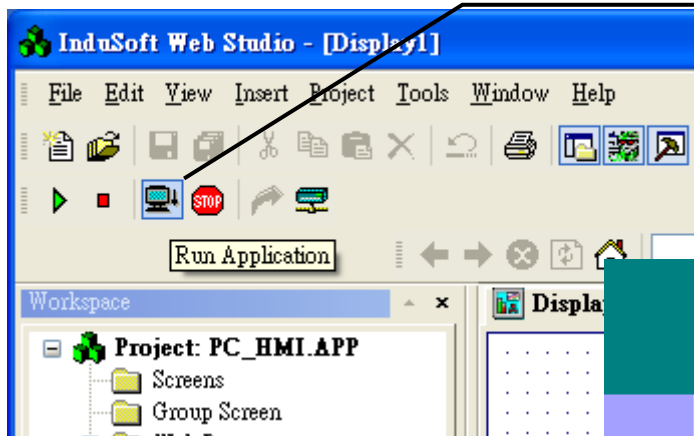 InduSoft Web Studio - [Display1]
File Edit View Insert Project Tools Window Help
STOP
Run Application
Workspace
Displa
Project: PC_HMI.APP
Screens
Group Screen